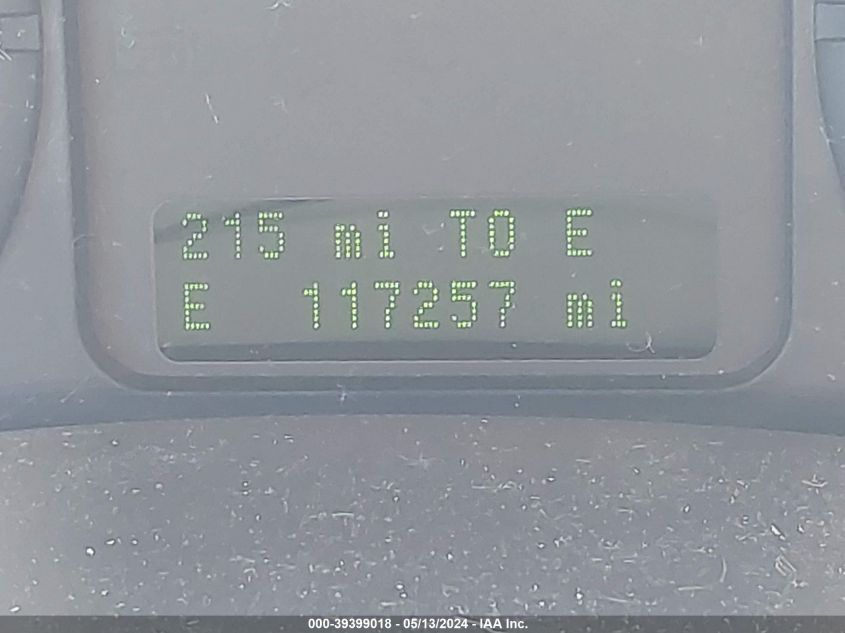 215 mi TO E
E 117257 mi
000-39399018 - 05/13/2024 - IAA Inc.